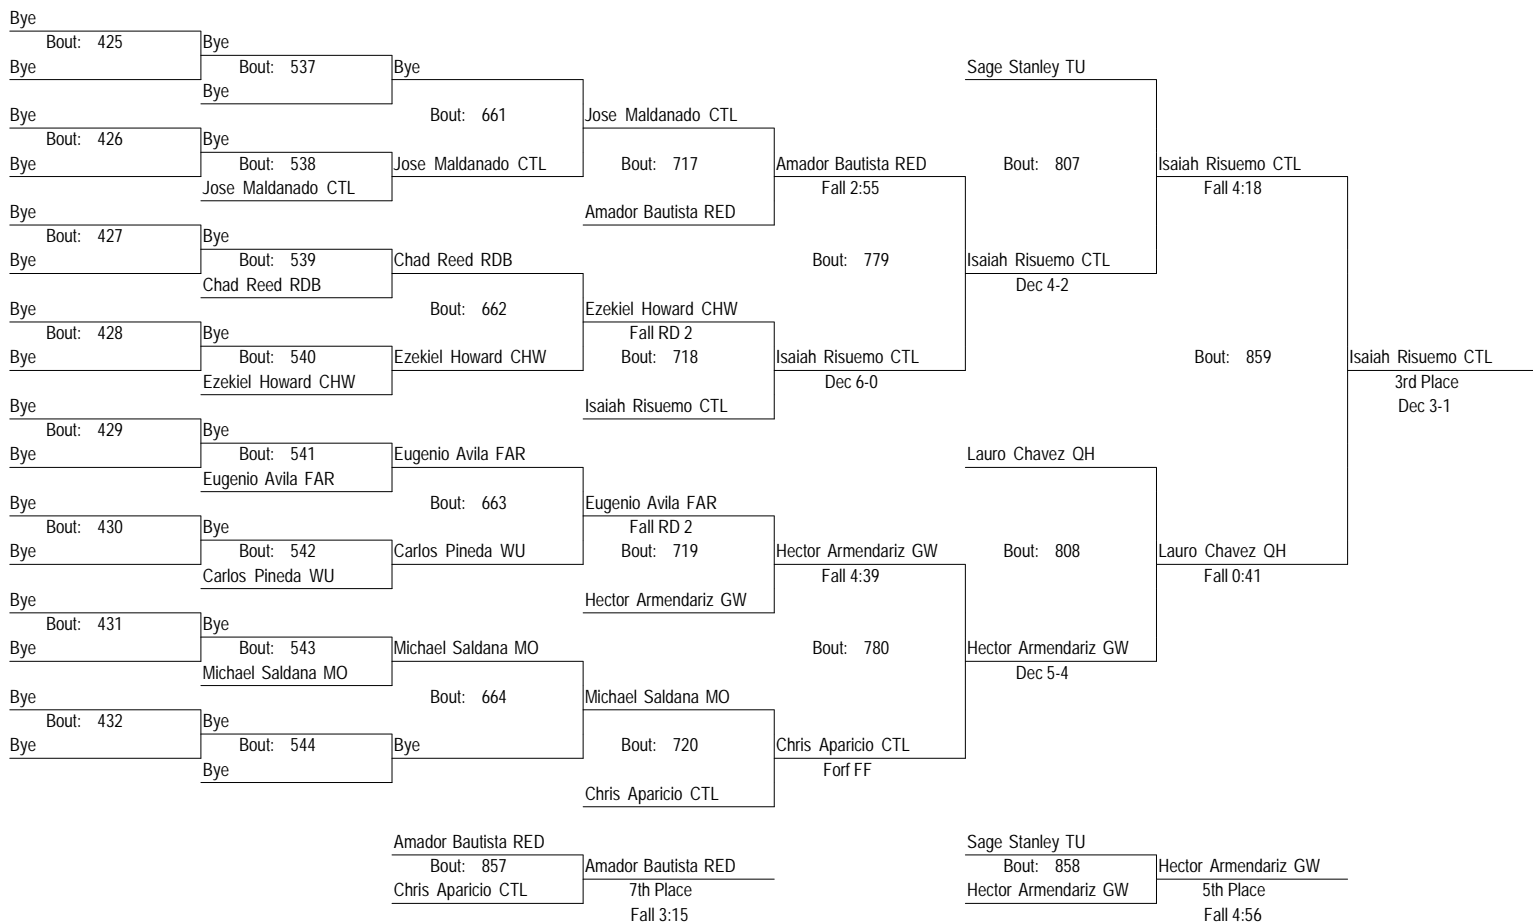 Bye
Bout: 425
Bye
Bye
Bout: 426
Bye
Bye
Bout: 427
Bye
Bye
Bout: 428
Bye
Bye
Bout: 429
Bye
Bye
Bout: 430
Bye
Bye
Bout: 431
Bye
Bye
Bout: 432
Bye
Bye
Bout: 537
Bye
Bye
Bout: 538
Jose Maldanado CTL
Bye
Bout: 539
Chad Reed RDB
Bye
Bout: 540
Ezekiel Howard CHW
Bye
Bout: 541
Eugenio Avila FAR
Bye
Bout: 542
Carlos Pineda WU
Bye
Bout: 543
Michael Saldana MO
Bye
Bout: 544
Bye
Bye
Bout: 661
Jose Maldanado CTL
Chad Reed RDB
Bout: 662
Ezekiel Howard CHW
Eugenio Avila FAR
Bout: 663
Carlos Pineda WU
Michael Saldana MO
Bout: 664
Bye
Jose Maldanado CTL
Bout: 717
Amador Bautista RED
Ezekiel Howard CHW
Fall RD 2
Bout: 718
Isaiah Risuemo CTL
Eugenio Avila FAR
Fall RD 2
Bout: 719
Hector Armendariz GW
Michael Saldana MO
Bout: 720
Chris Aparicio CTL
Amador Bautista RED
Fall 2:55
Bout: 779
Isaiah Risuemo CTL
Dec 6-0
Hector Armendariz GW
Fall 4:39
Bout: 780
Chris Aparicio CTL
Forf FF
Sage Stanley TU
Bout: 807
Isaiah Risuemo CTL
Dec 4-2
Lauro Chavez QH
Bout: 808
Hector Armendariz GW
Dec 5-4
Isaiah Risuemo CTL
Fall 4:18
Bout: 859
Lauro Chavez QH
Fall 0:41
Isaiah Risuemo CTL
3rd Place
Dec 3-1
Amador Bautista RED
Bout: 857
Chris Aparicio CTL
Amador Bautista RED
7th Place
Fall 3:15
Sage Stanley TU
Bout: 858
Hector Armendariz GW
Hector Armendariz GW
5th Place
Fall 4:56